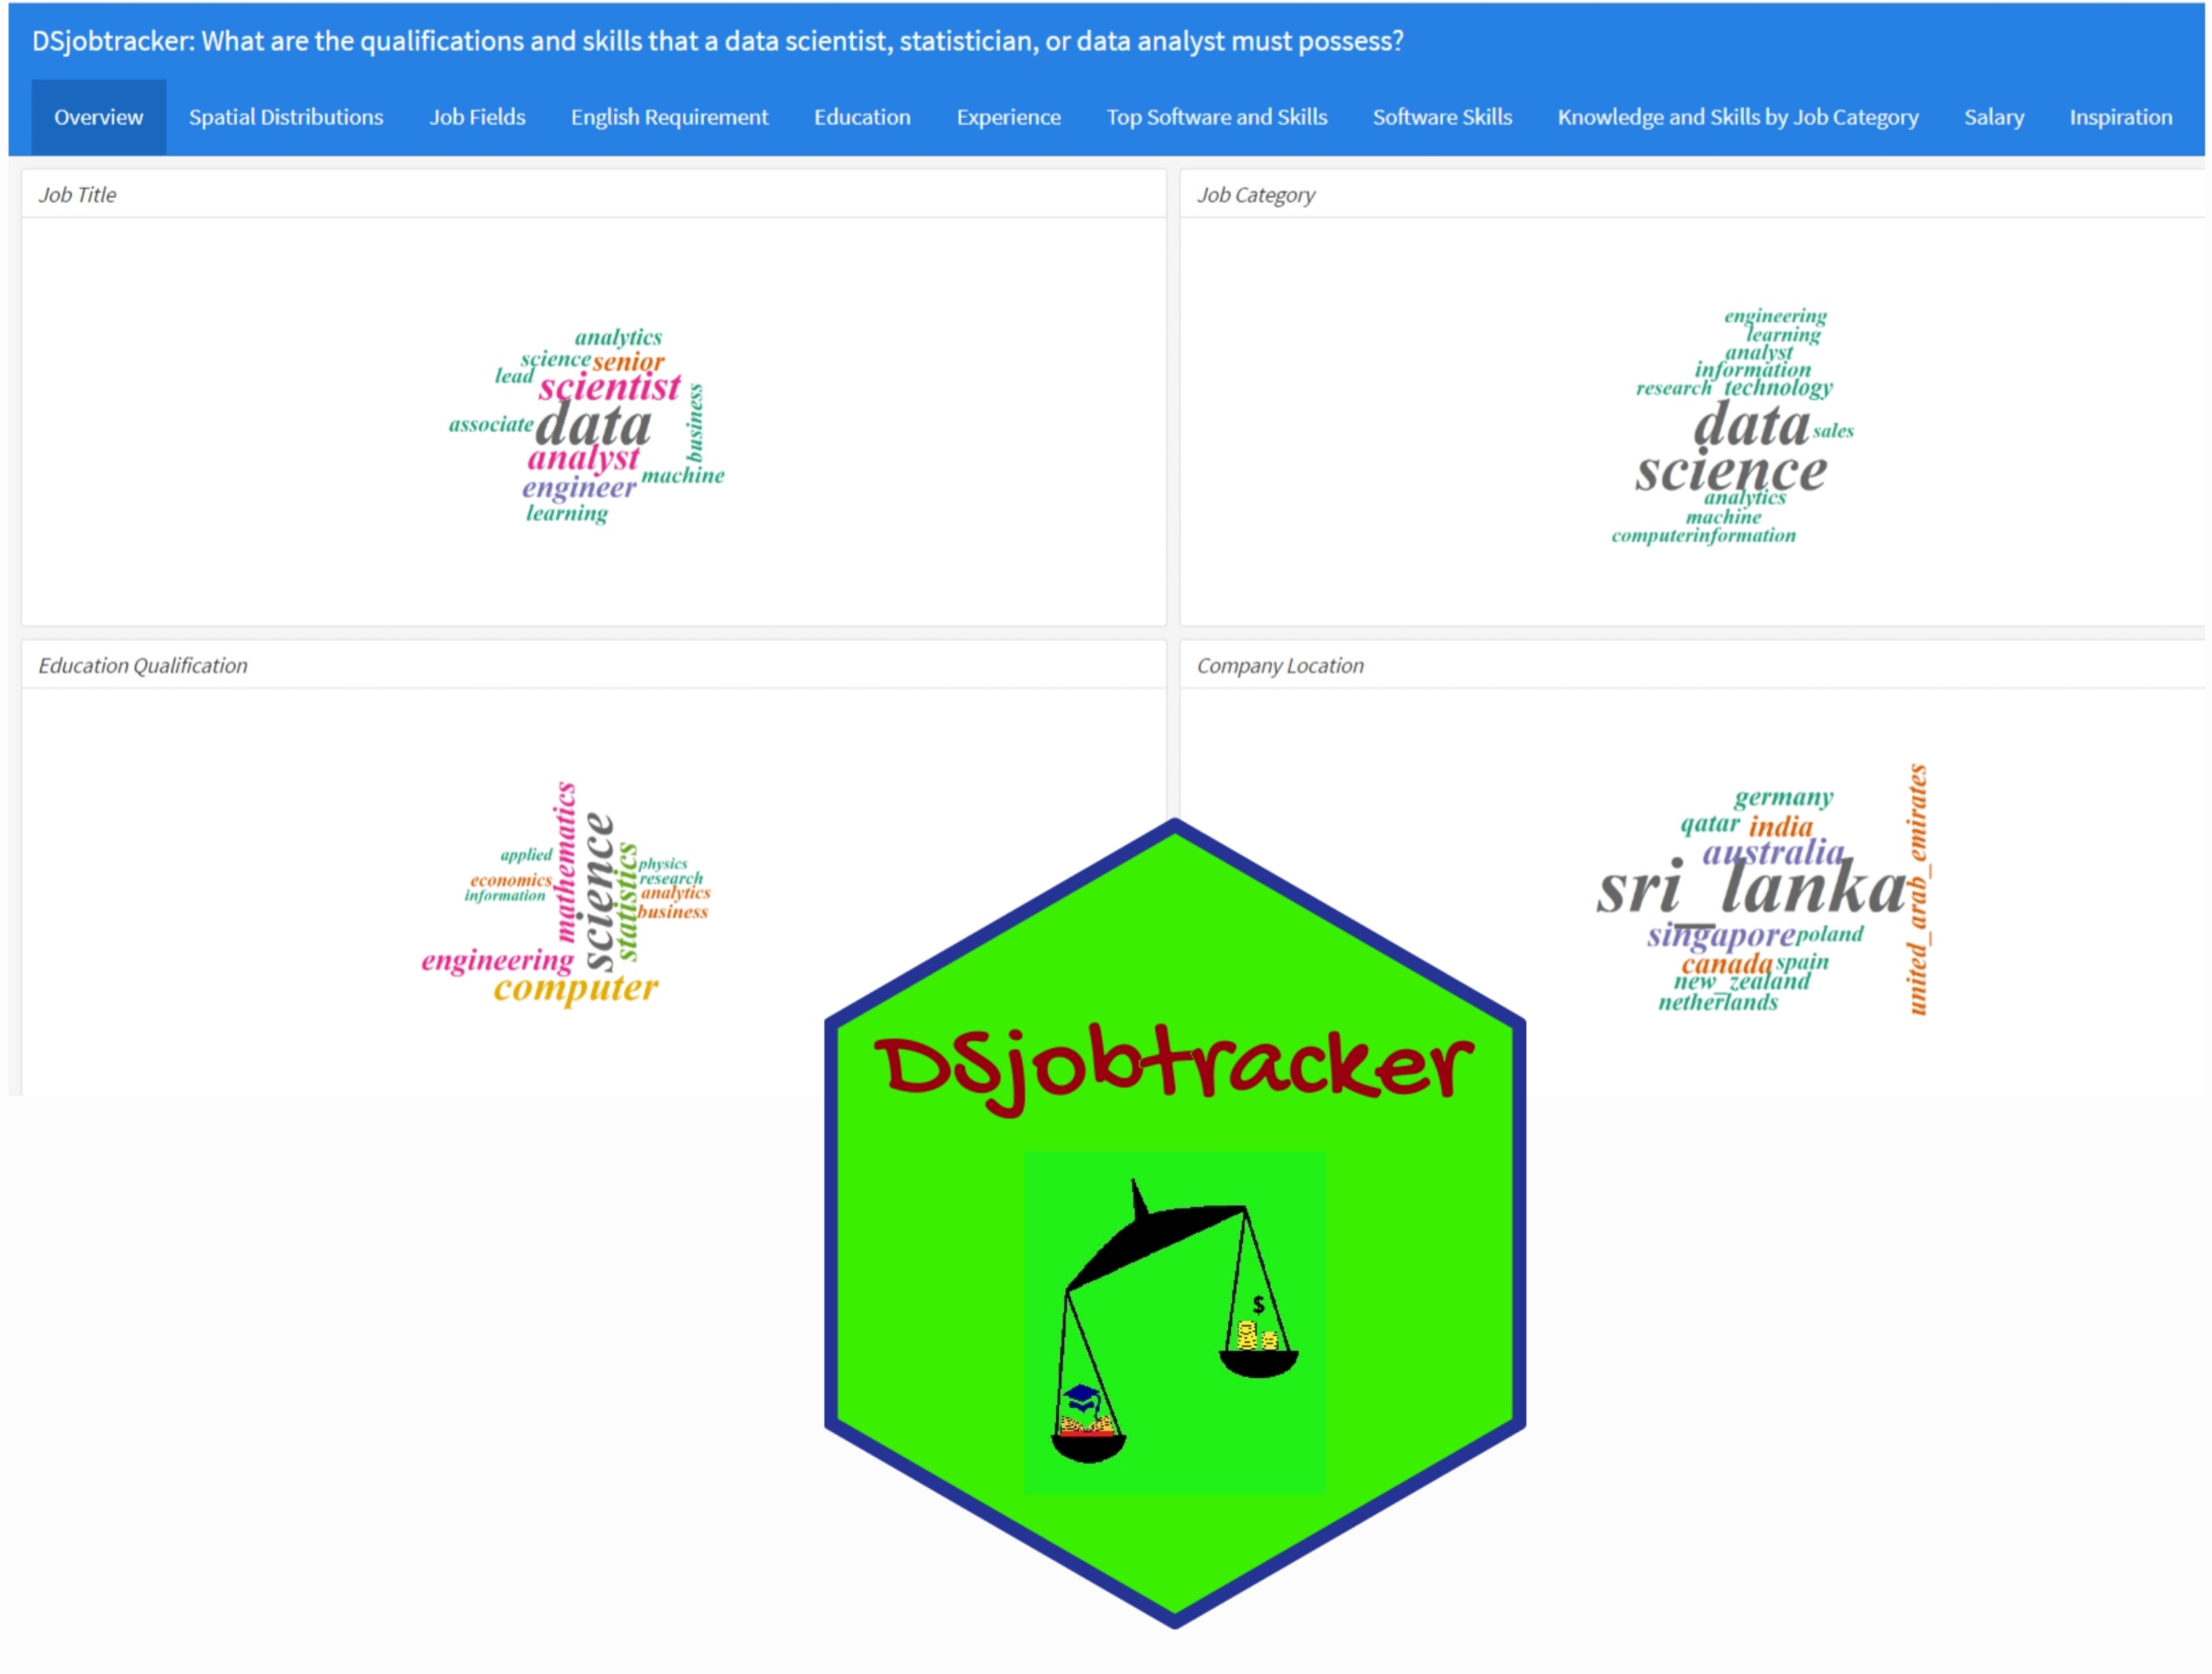 DSjobtracker: What are the qualifications and skills that a data scientist, statistician, or data analyst must possess?
Overview Spatial Distributions Job Fields English Requirement Education Experience Top Software and Skills Software Skills Knowledge and Skills by Job Category Salary Inspiration
Job Title
analytics
science senior
lead scientist
business
associate data
analyst
machine
engineer
learning
Job Category
engineering
learning
analyst
information
research technology
data sales
science
analytics
machine
computerinformation
Education Qualification
mathematics
science
statistics
applied
physics
economics
research
information
analytics
business
engineering
computer
Company Location
germany
united_arab_emirates
qatar india
australia
sri_lanka
singapore poland
canada spain
new_zealand
netherlands
DSjobtracker
$